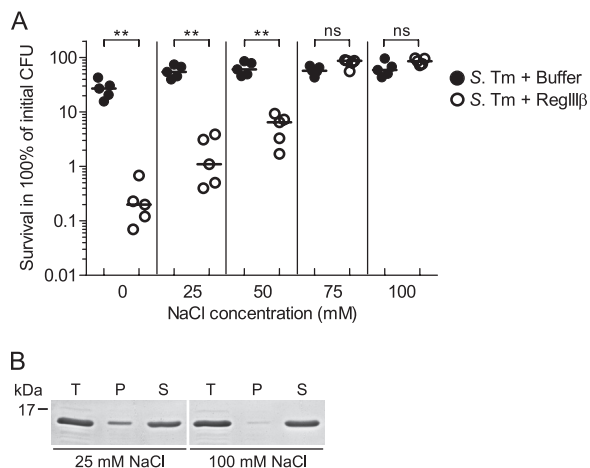 A
** ** ** ns ns
Survival in 100% of initial CFU
100
10
1
0.1
0.01
0 25 50 75 100
NaCl concentration (mM)
S. Tm + Buffer
S. Tm + RegIIIβ
B
kDa T P S T P S
17
25 mM NaCl 100 mM NaCl